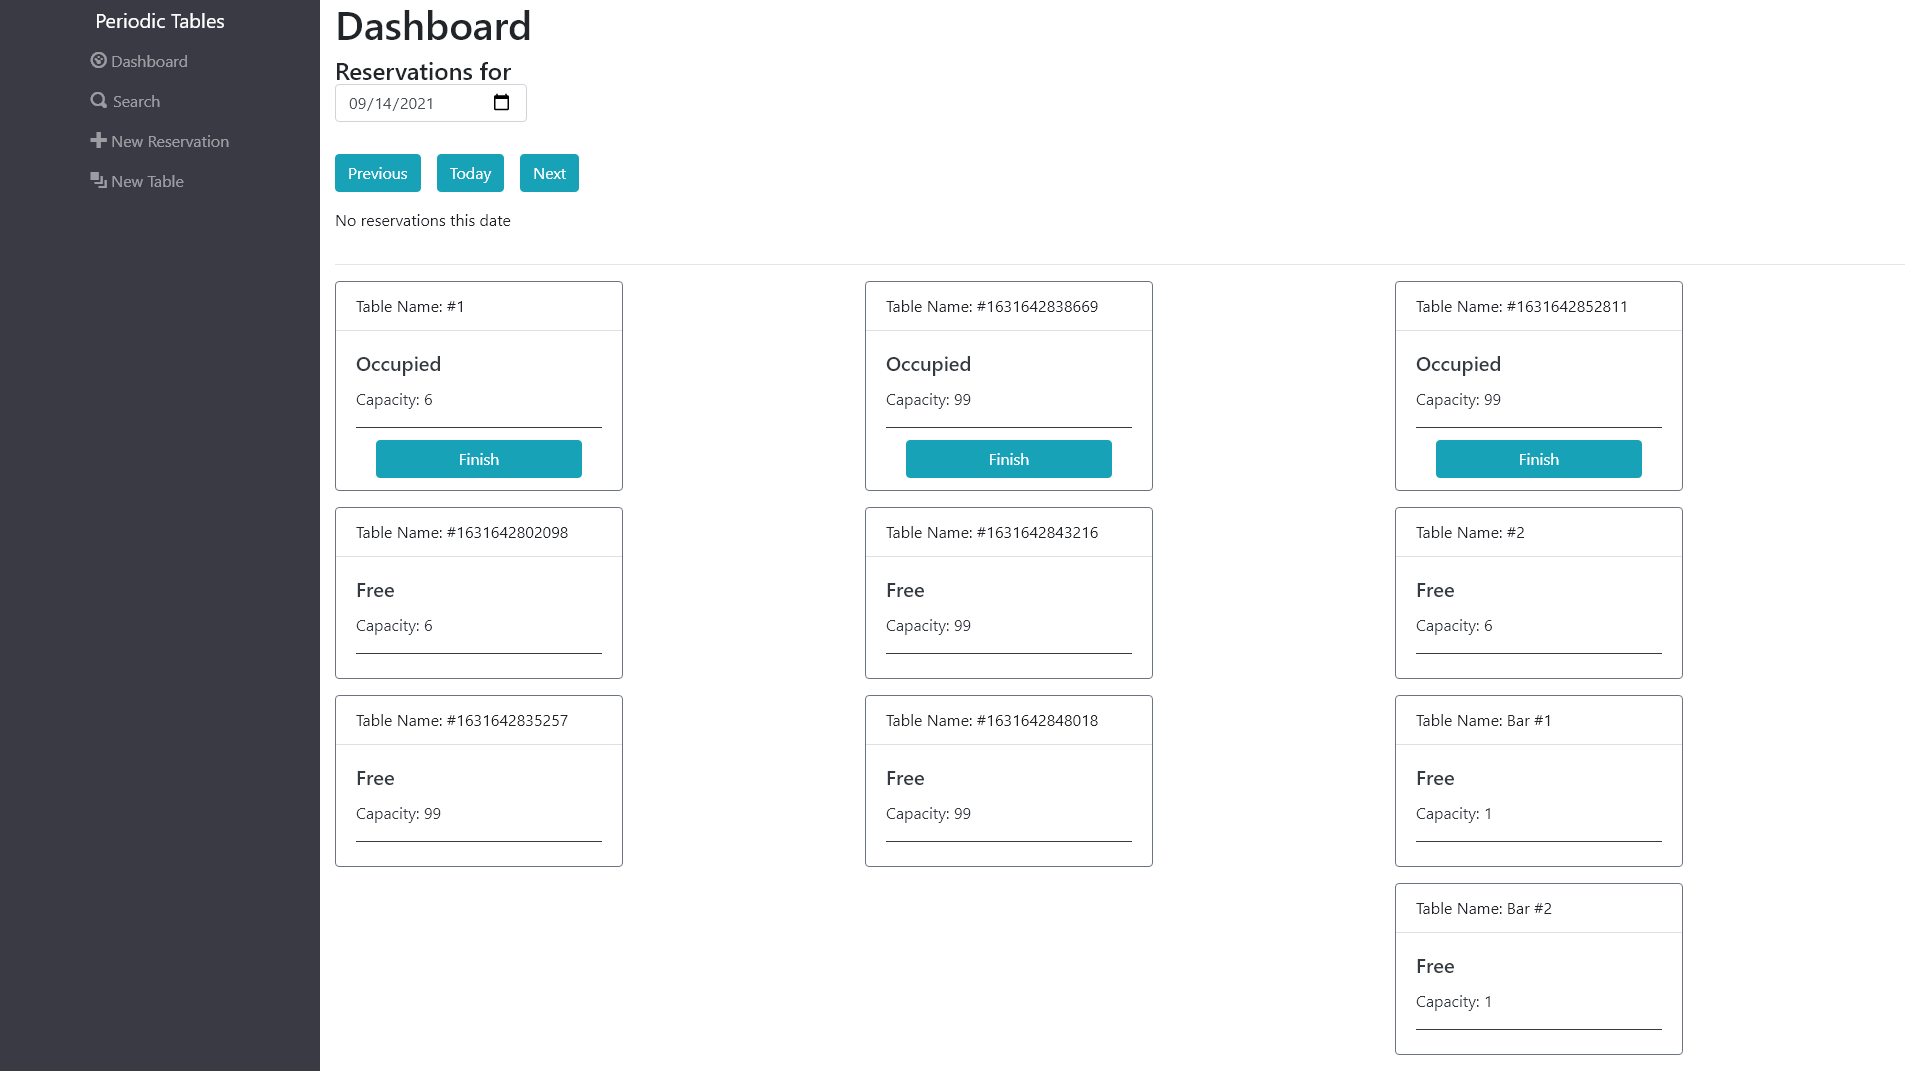 Periodic Tables
Dashboard
Search
New Reservation
New Table
Dashboard
Reservations for
09/14/2021
Previous Today Next
No reservations this date
Table Name: #1
Occupied
Capacity: 6
Finish
Table Name: #1631642802098
Free
Capacity: 6
Table Name: #1631642835257
Free
Capacity: 99
Table Name: #1631642838669
Occupied
Capacity: 99
Finish
Table Name: #1631642843216
Free
Capacity: 99
Table Name: #1631642848018
Free
Capacity: 99
Table Name: #1631642852811
Occupied
Capacity: 99
Finish
Table Name: #2
Free
Capacity: 6
Table Name: Bar #1
Free
Capacity: 1
Table Name: Bar #2
Free
Capacity: 1